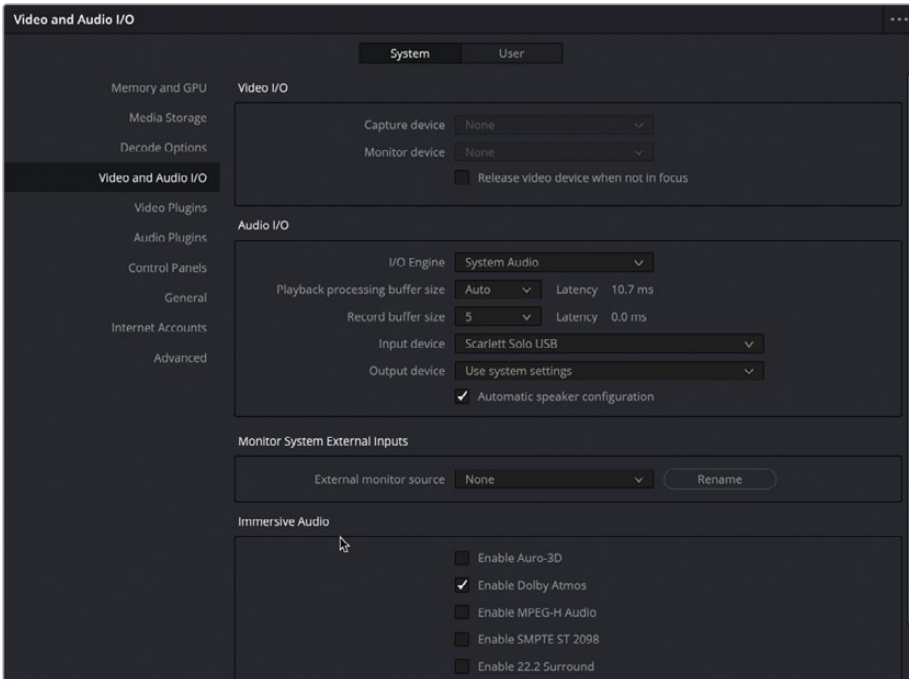 Video and Audio I/O
System User
Memory and GPU
Media Storage
Decode Options
Video and Audio I/O
Video Plugins
Audio Plugins
Control Panels
General
Internet Accounts
Advanced
Video I/O
Capture device None
Monitor device None
Release video device when not in focus
Audio I/O
I/O Engine System Audio
Playback processing buffer size Auto Latency 10.7 ms
Record buffer size 5 Latency 0.0 ms
Input device Scarlett Solo USB
Output device Use system settings
Automatic speaker configuration
Monitor System External Inputs
External monitor source None Rename
Immersive Audio
Enable Auro-3D
Enable Dolby Atmos
Enable MPEG-H Audio
Enable SMPTE ST 2098
Enable 22.2 Surround